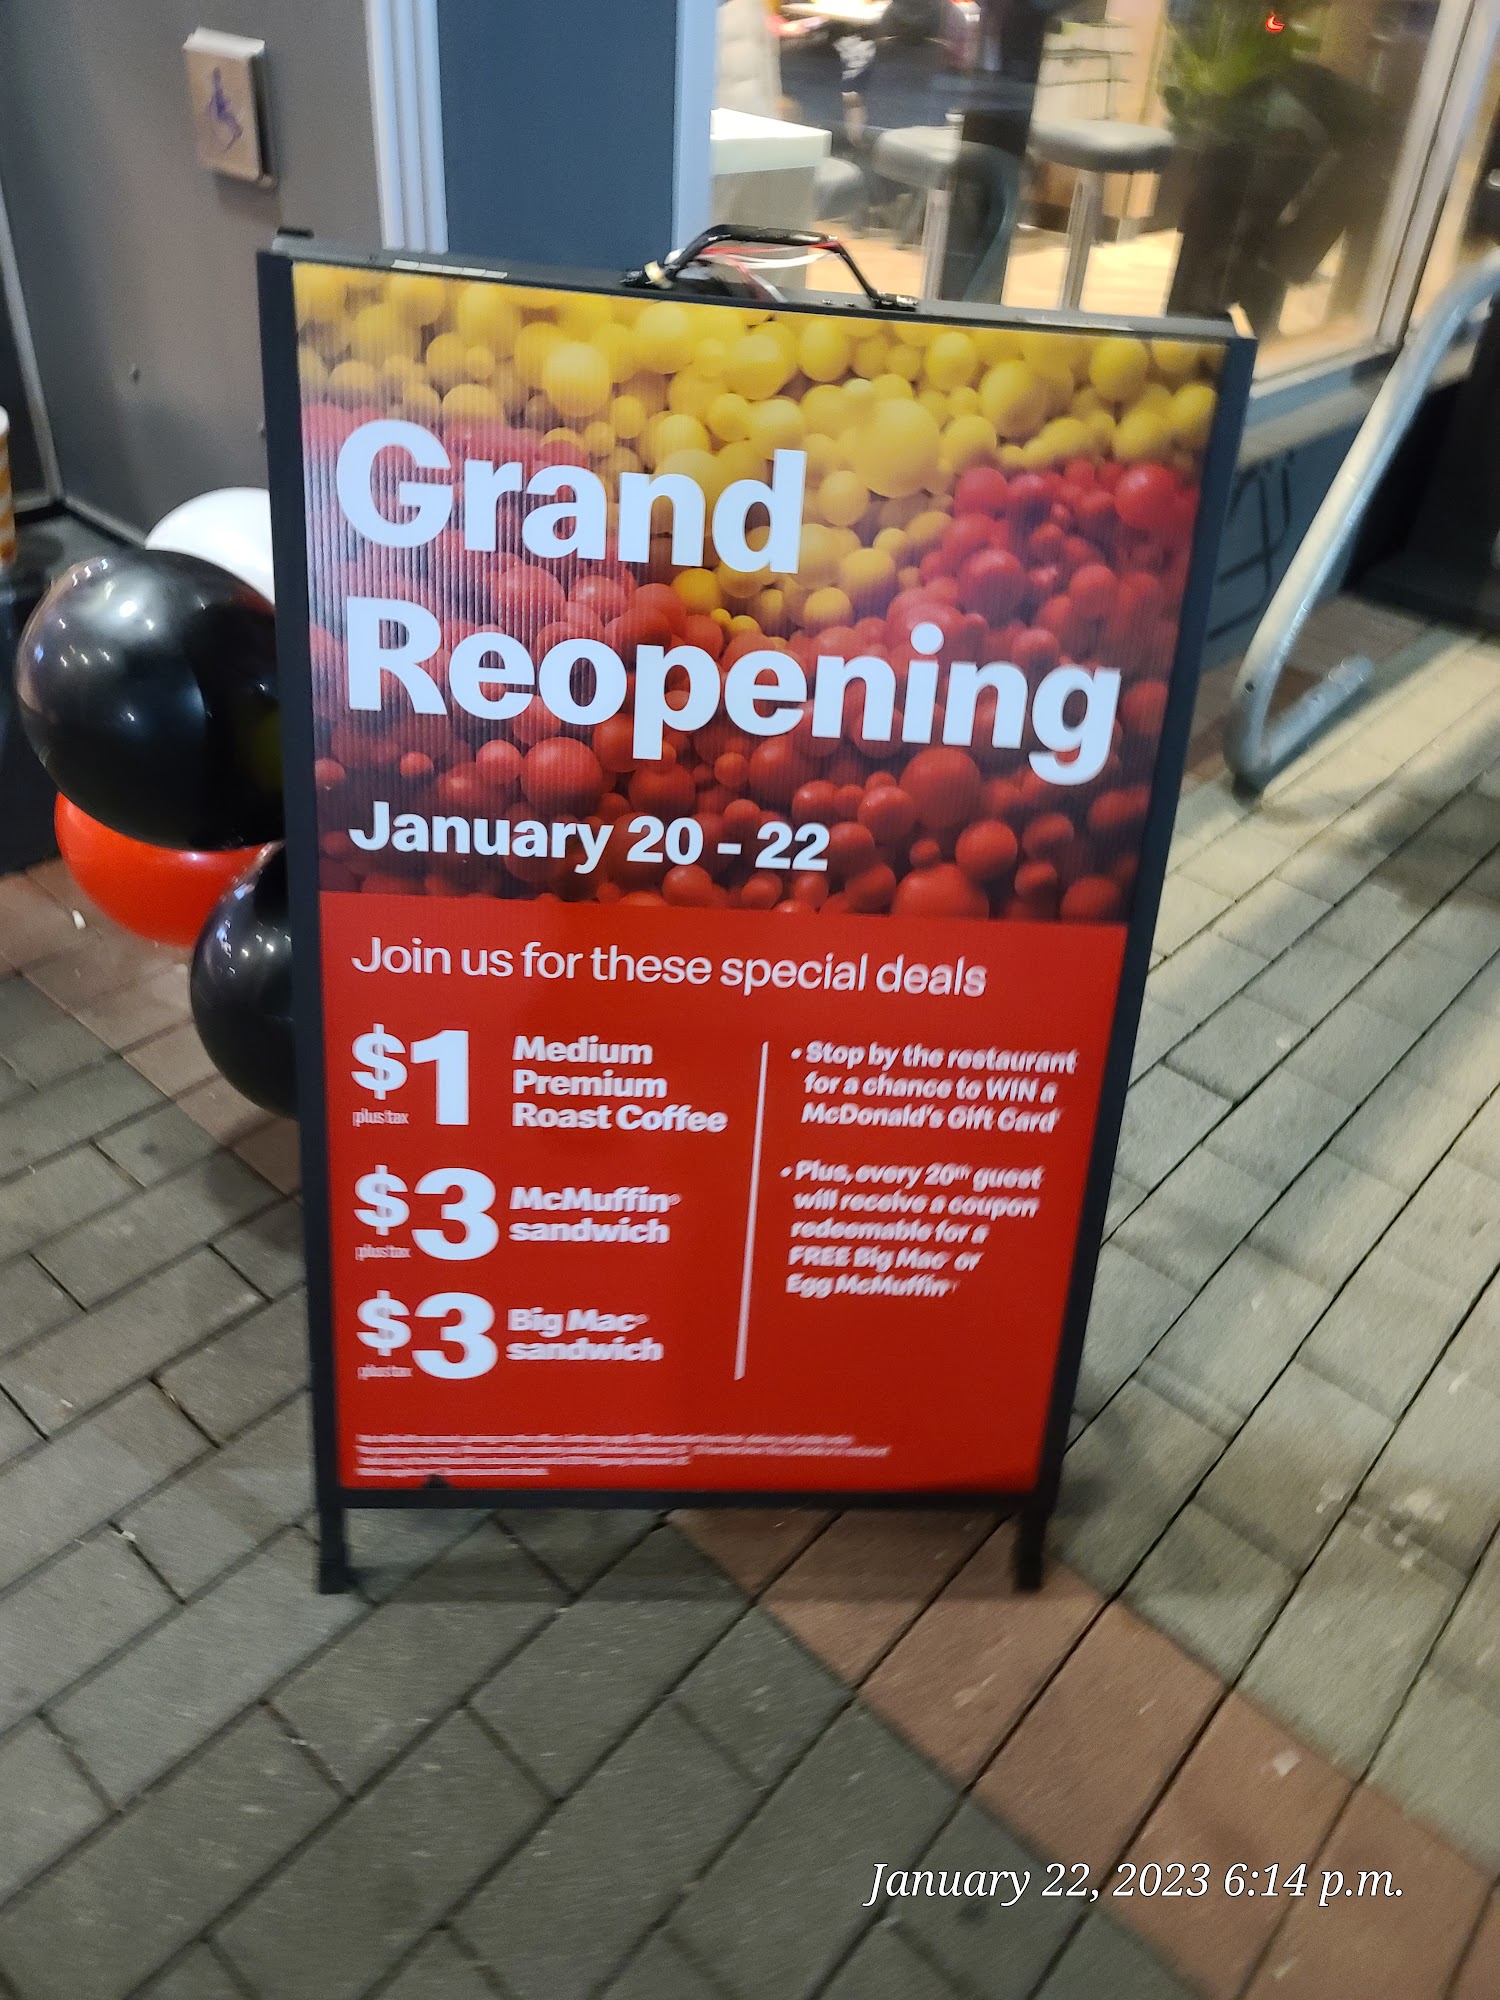 Grand
Reopening
January 20 - 22
Join us for these special deals
$1 Medium
Premium
plus tax Roast Coffee
$3 McMuffin®
plus tax sandwich
$3 Big Mac®
plus tax sandwich
• Stop by the restaurant
for a chance to WIN a
McDonald's Gift Card
• Plus, every 20th guest
will receive a coupon
redeemable for a
FREE Big Mac or
Egg McMuffin
January 22, 2023 6:14 p.m.